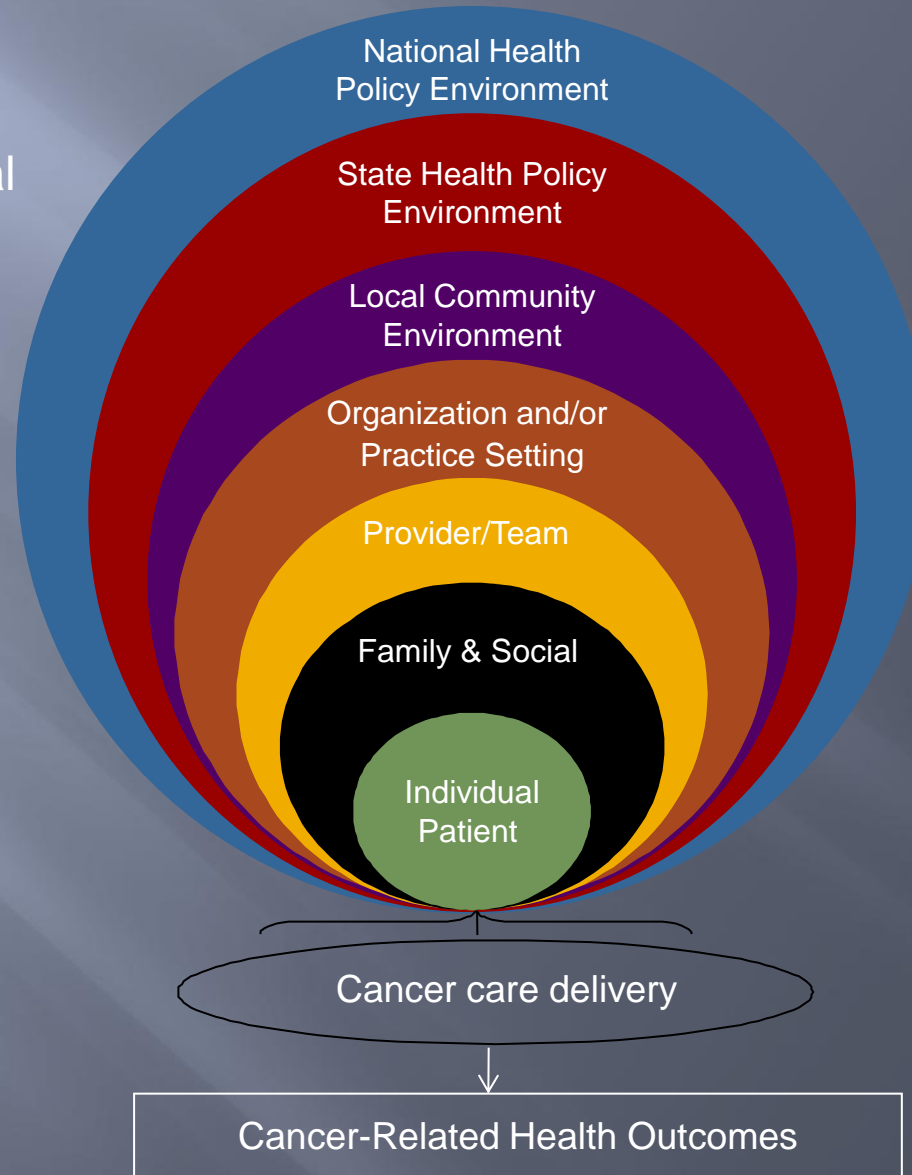 National Health
Policy Environment
State Health Policy
Environment
Local Community
Environment
Organization and/or
Practice Setting
Provider/Team
Family & Social
Individual
Patient
Cancer care delivery
Cancer-Related Health Outcomes